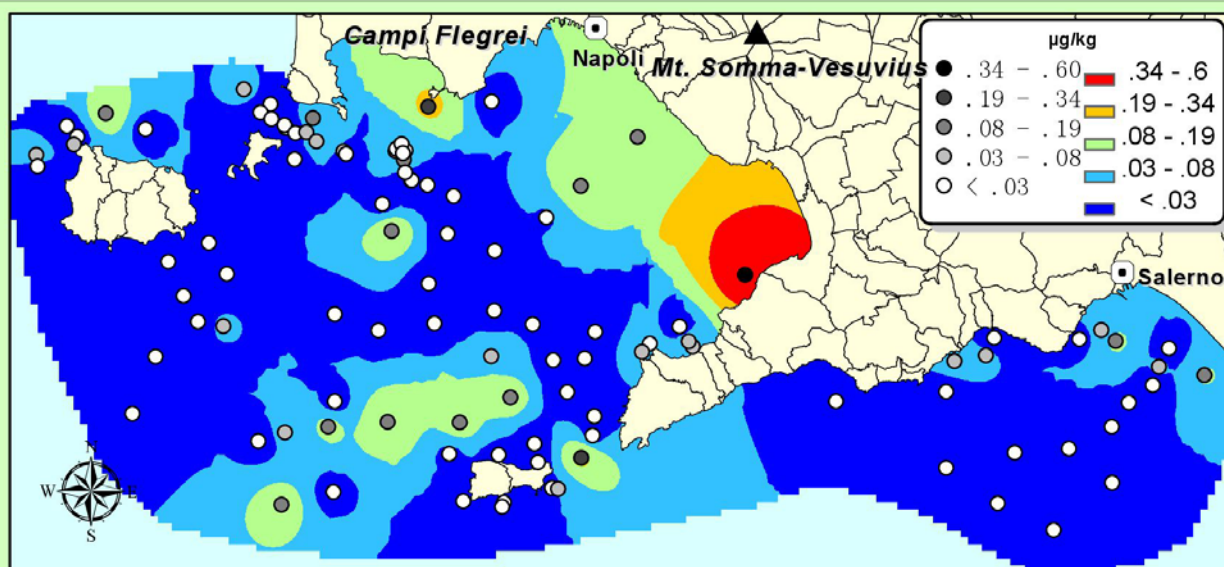 Campi Flegrei
Napoli
Mt. Somma-Vesuvius
µg/kg
.34 - .60
.34 - .6
.19 - .34
.19 - .34
.08 - .19
.08 - .19
.03 - .08
.03 - .08
< .03
< .03
Salerno
N
W
E
S